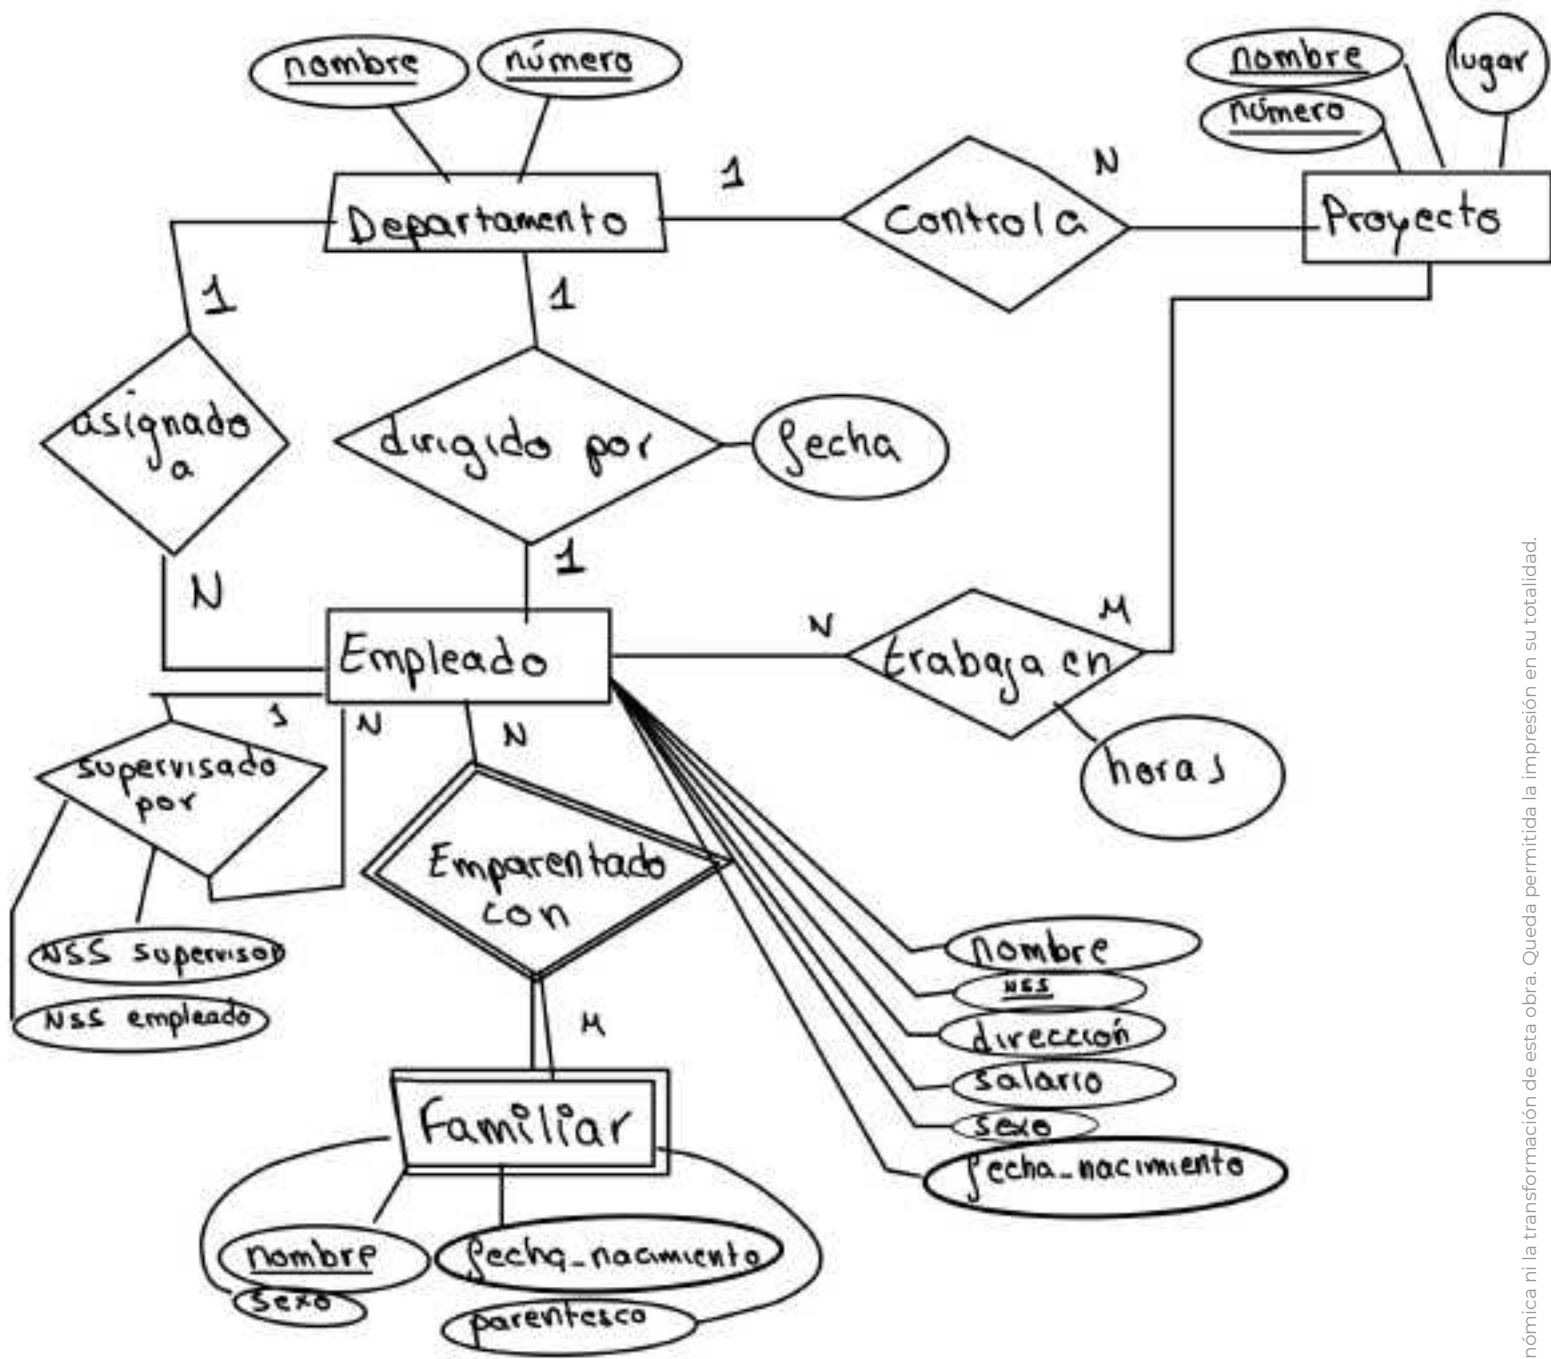 nombre
número
nombre
lugar
número
Departamento
1
Controla
N
Proyecto
1
1
asignado
a
dirigido por
fecha
N
1
Empleado
N
trabaja en
M
horas
1
N
supervisado
por
N
Emparentado
con
NSS supervisor
NSS empleado
M
nombre
NSS
dirección
salario
sexo
fecha_nacimiento
Familiar
nombre
sexo
fecha_nacimiento
parentesco
nómica ni la transformación de esta obra. Queda permitida la impresión en su totalidad.